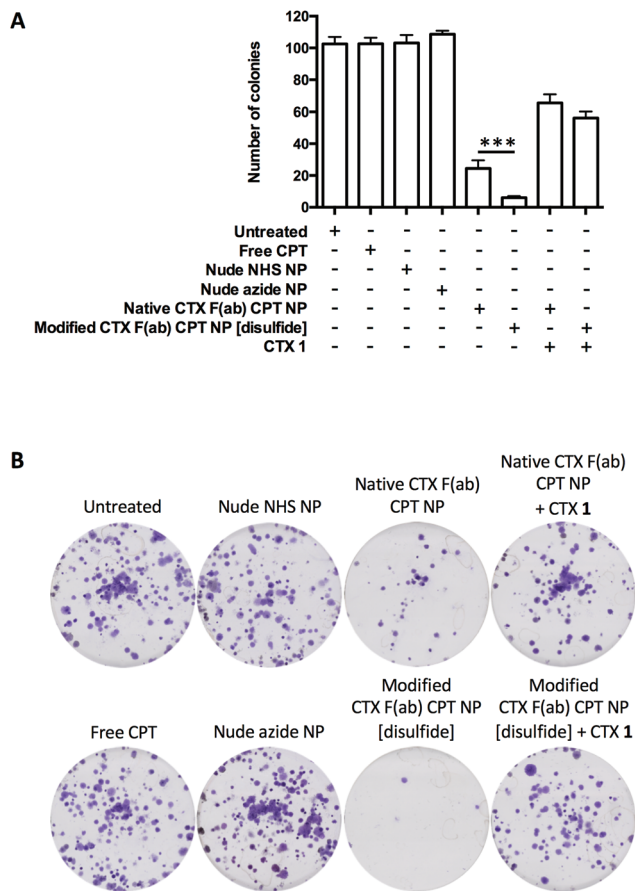 A
120
100
80
60
40
20
0
Number of colonies
***
Untreated + - - - - - - -
Free CPT - + - - - - - -
Nude NHS NP - - + - - - - -
Nude azide NP - - - + - - - -
Native CTX F(ab) CPT NP - - - - + - + -
Modified CTX F(ab) CPT NP [disulfide] - - - - - + - +
CTX 1 - - - - - - + +
B
Untreated
Nude NHS NP
Native CTX F(ab)
CPT NP
Native CTX F(ab)
CPT NP
+ CTX 1
Free CPT
Nude azide NP
Modified
CTX F(ab) CPT NP
[disulfide]
Modified
CTX F(ab) CPT NP
[disulfide] + CTX 1